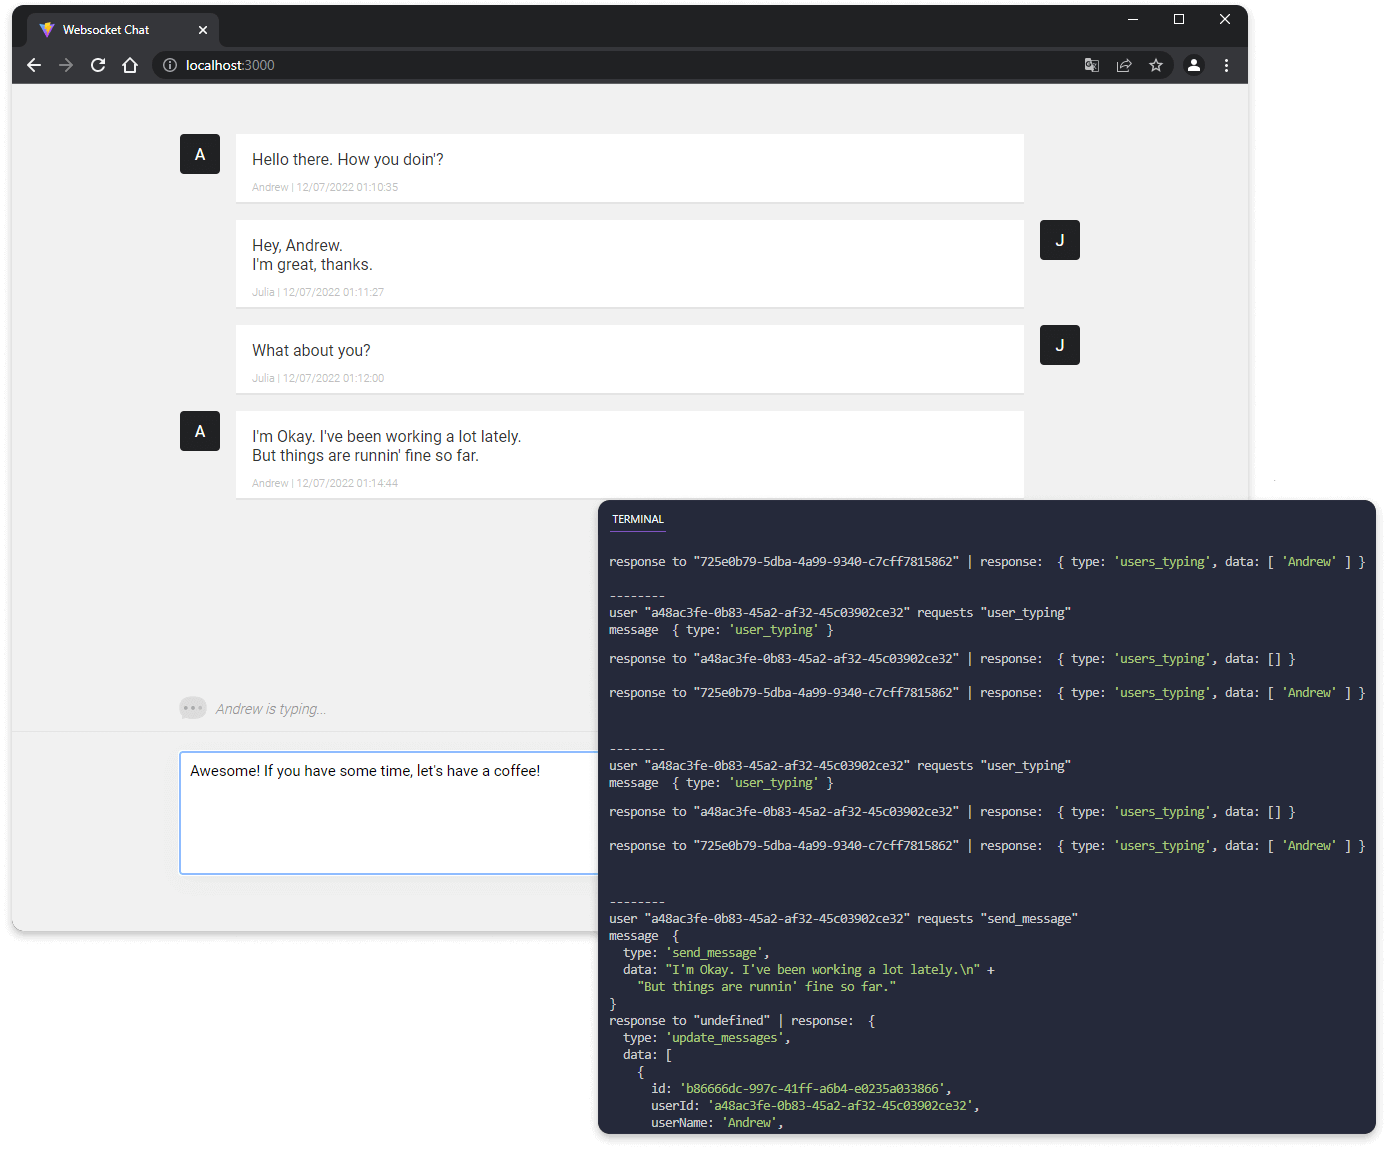 Websocket Chat
localhost:3000
A
Hello there. How you doin'?
Andrew | 12/07/2022 01:10:35
J
Hey, Andrew.
I'm great, thanks.
Julia | 12/07/2022 01:11:27
J
What about you?
Julia | 12/07/2022 01:12:00
A
I'm Okay. I've been working a lot lately.
But things are runnin' fine so far.
Andrew | 12/07/2022 01:14:44
Andrew is typing...
Awesome! If you have some time, let's have a coffee!
TERMINAL
response to "725e0b79-5dba-4a99-9340-c7cff7815862" | response:  { type: 'users_typing', data: [ 'Andrew' ] }
--------
user "a48ac3fe-0b83-45a2-af32-45c03902ce32" requests "user_typing"
message  { type: 'user_typing' }
response to "a48ac3fe-0b83-45a2-af32-45c03902ce32" | response:  { type: 'users_typing', data: [] }
response to "725e0b79-5dba-4a99-9340-c7cff7815862" | response:  { type: 'users_typing', data: [ 'Andrew' ] }
--------
user "a48ac3fe-0b83-45a2-af32-45c03902ce32" requests "user_typing"
message  { type: 'user_typing' }
response to "a48ac3fe-0b83-45a2-af32-45c03902ce32" | response:  { type: 'users_typing', data: [] }
response to "725e0b79-5dba-4a99-9340-c7cff7815862" | response:  { type: 'users_typing', data: [ 'Andrew' ] }
--------
user "a48ac3fe-0b83-45a2-af32-45c03902ce32" requests "send_message"
message  {
  type: 'send_message',
  data: "I'm Okay. I've been working a lot lately.\n" +
    "But things are runnin' fine so far."
}
response to "undefined" | response:  {
  type: 'update_messages',
  data: [
    {
      id: 'b86666dc-997c-41ff-a6b4-e0235a033866',
      userId: 'a48ac3fe-0b83-45a2-af32-45c03902ce32',
      userName: 'Andrew',